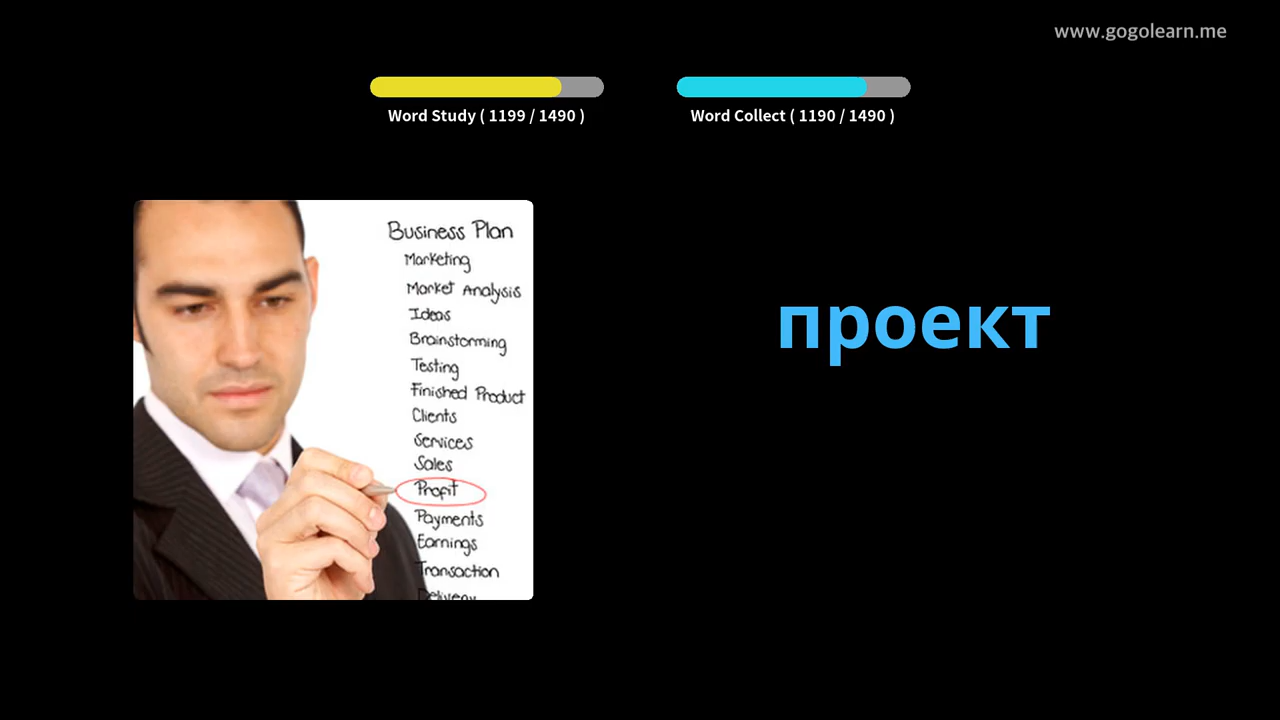 www.gogolearn.me
Word Study ( 1199 / 1490 )
Word Collect ( 1190 / 1490 )
Business Plan
Marketing
Market Analysis
Ideas
Brainstorming
Testing
Finished Product
Clients
Services
Sales
Profit
Payments
Earnings
Transaction
Delivery
проект